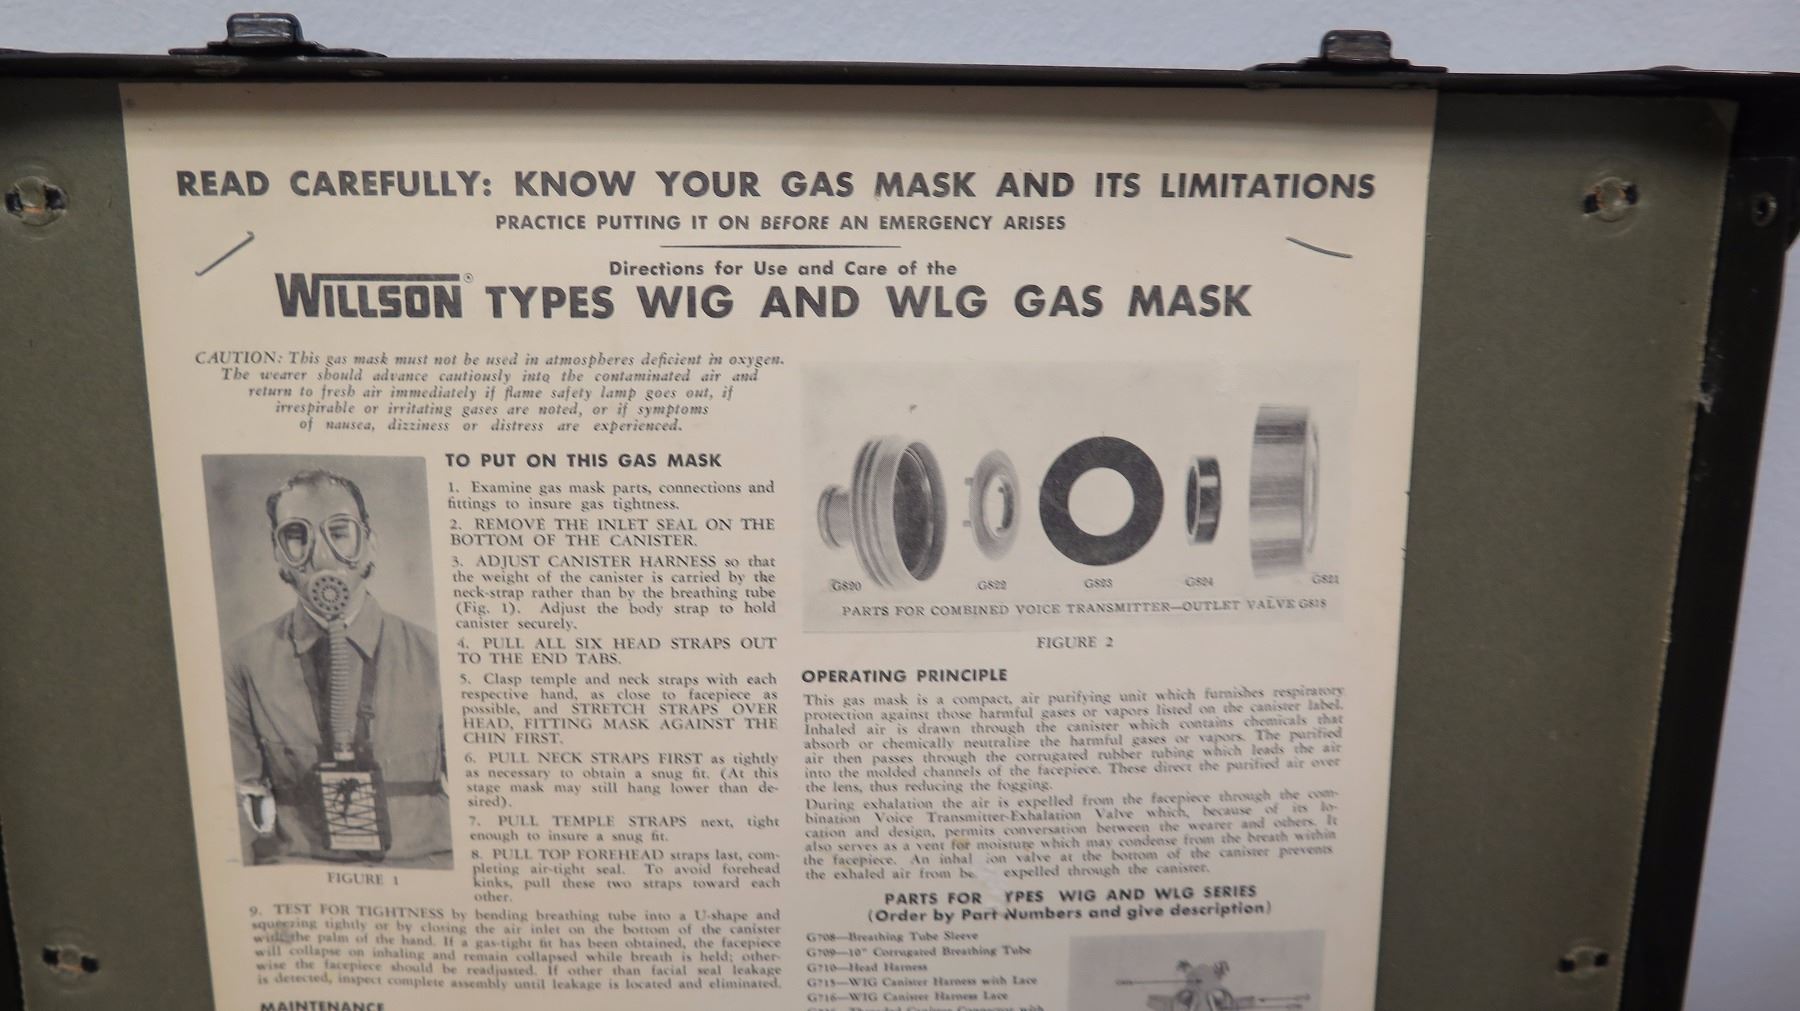 READ CAREFULLY: KNOW YOUR GAS MASK AND ITS LIMITATIONS
PRACTICE PUTTING IT ON BEFORE AN EMERGENCY ARISES
Directions for Use and Care of the
WILLSON® TYPES WIG AND WLG GAS MASK
CAUTION: This gas mask must not be used in atmospheres deficient in oxygen.
The wearer should advance cautiously into the contaminated air and
return to fresh air immediately if flame safety lamp goes out, if
irrespirable or irritating gases are noted, or if symptoms
of nausea, dizziness or distress are experienced.
TO PUT ON THIS GAS MASK
1. Examine gas mask parts, connections and
fittings to insure gas tightness.
2. REMOVE THE INLET SEAL ON THE
BOTTOM OF THE CANISTER.
3. ADJUST CANISTER HARNESS so that
the weight of the canister is carried by the
neck-strap rather than by the breathing tube
(Fig. 1). Adjust the body strap to hold
canister securely.
4. PULL ALL SIX HEAD STRAPS OUT
TO THE END TABS.
5. Clasp temple and neck straps with each
respective hand, as close to facepiece as
possible, and STRETCH STRAPS OVER
HEAD, FITTING MASK AGAINST THE
CHIN FIRST.
6. PULL NECK STRAPS FIRST as tightly
as necessary to obtain a snug fit. (At this
stage mask may still hang lower than de-
sired).
7. PULL TEMPLE STRAPS next, tight
enough to insure a snug fit.
8. PULL TOP FOREHEAD straps last, com-
pleting air-tight seal. To avoid forehead
kinks, pull these two straps toward each
other.
FIGURE 1
9. TEST FOR TIGHTNESS by bending breathing tube into a U-shape and
squeezing tightly or by closing the air inlet on the bottom of the canister
with the palm of the hand. If a gas-tight fit has been obtained, the facepiece
will collapse on inhaling and remain collapsed while breath is held; other-
wise the facepiece should be readjusted. If other than facial seal leakage
is detected, inspect complete assembly until leakage is located and eliminated.
MAINTENANCE
G820 G822 G823 G824 G821
PARTS FOR COMBINED VOICE TRANSMITTER—OUTLET VALVE G818
FIGURE 2
OPERATING PRINCIPLE
This gas mask is a compact, air purifying unit which furnishes respiratory
protection against those harmful gases or vapors listed on the canister label.
Inhaled air is drawn through the canister which contains chemicals that
absorb or chemically neutralize the harmful gases or vapors. The purified
air then passes through the corrugated rubber tubing which leads the air
into the molded channels of the facepiece. These direct the purified air over
the lens, thus reducing the fogging.
During exhalation the air is expelled from the facepiece through the com-
bination Voice Transmitter-Exhalation Valve which, because of its lo-
cation and design, permits conversation between the wearer and others. It
also serves as a vent for moisture which may condense from the breath within
the facepiece. An inhal ion valve at the bottom of the canister prevents
the exhaled air from be expelled through the canister.
PARTS FOR YPES WIG AND WLG SERIES
(Order by Part Numbers and give description)
G708—Breathing Tube Sleeve
G709—10" Corrugated Breathing Tube
G710—Head Harness
G715—WIG Canister Harness with Lace
G716—WIG Canister Harness Lace